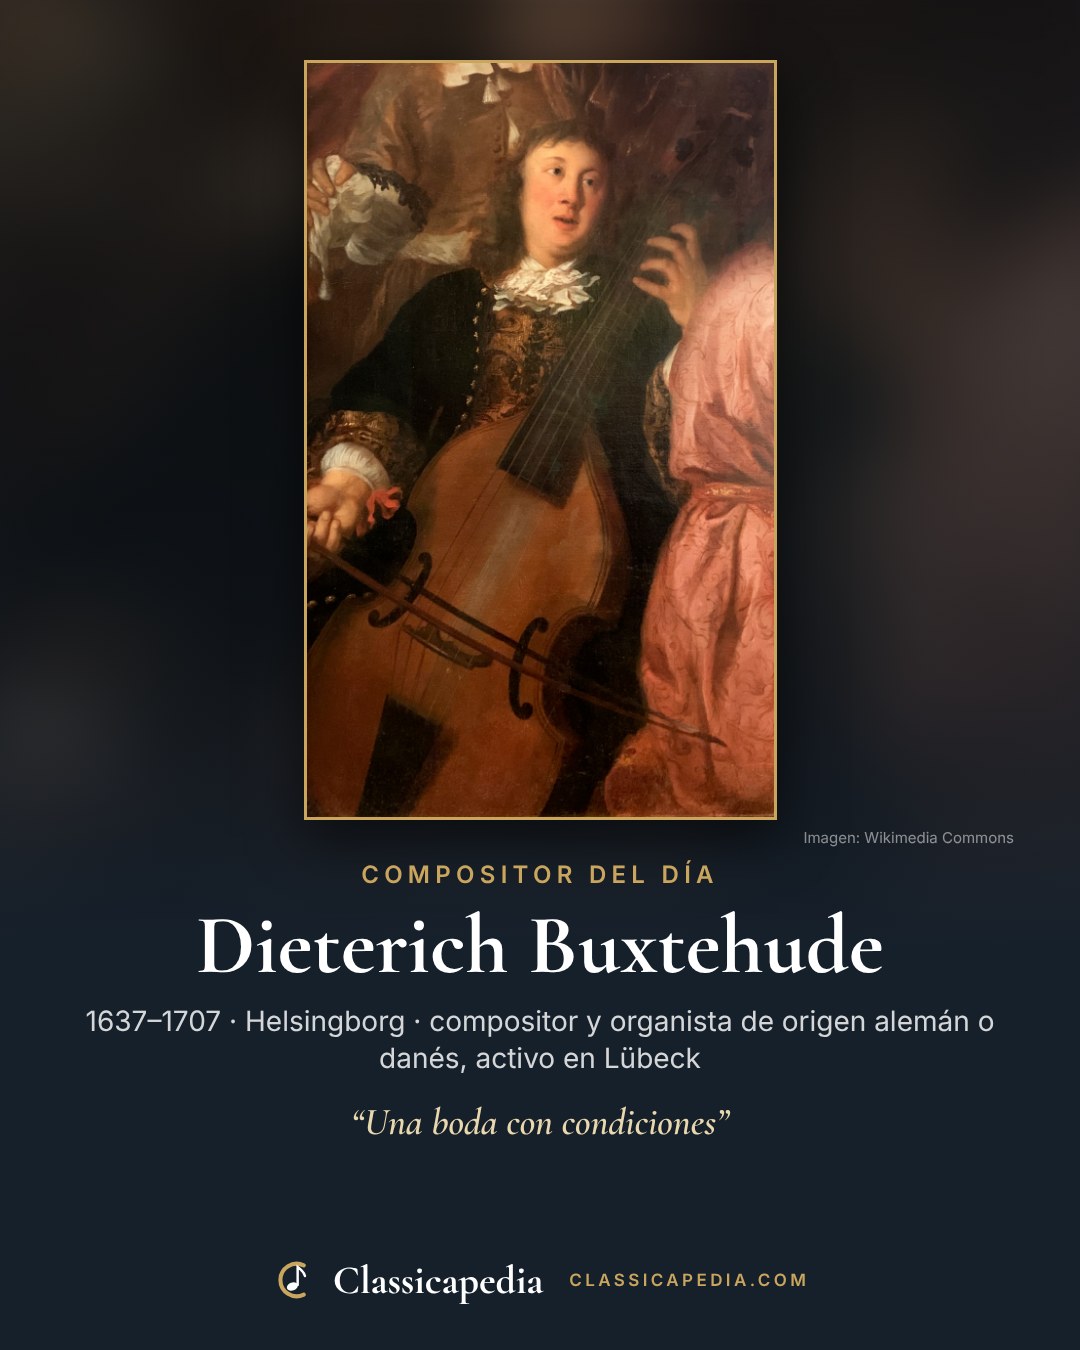 Imagen: Wikimedia Commons
COMPOSITOR DEL DÍA
Dieterich Buxtehude
1637–1707 · Helsingborg · compositor y organista de origen alemán o
danés, activo en Lübeck
“Una boda con condiciones”
Classicapedia CLASSICAPEDIA.COM